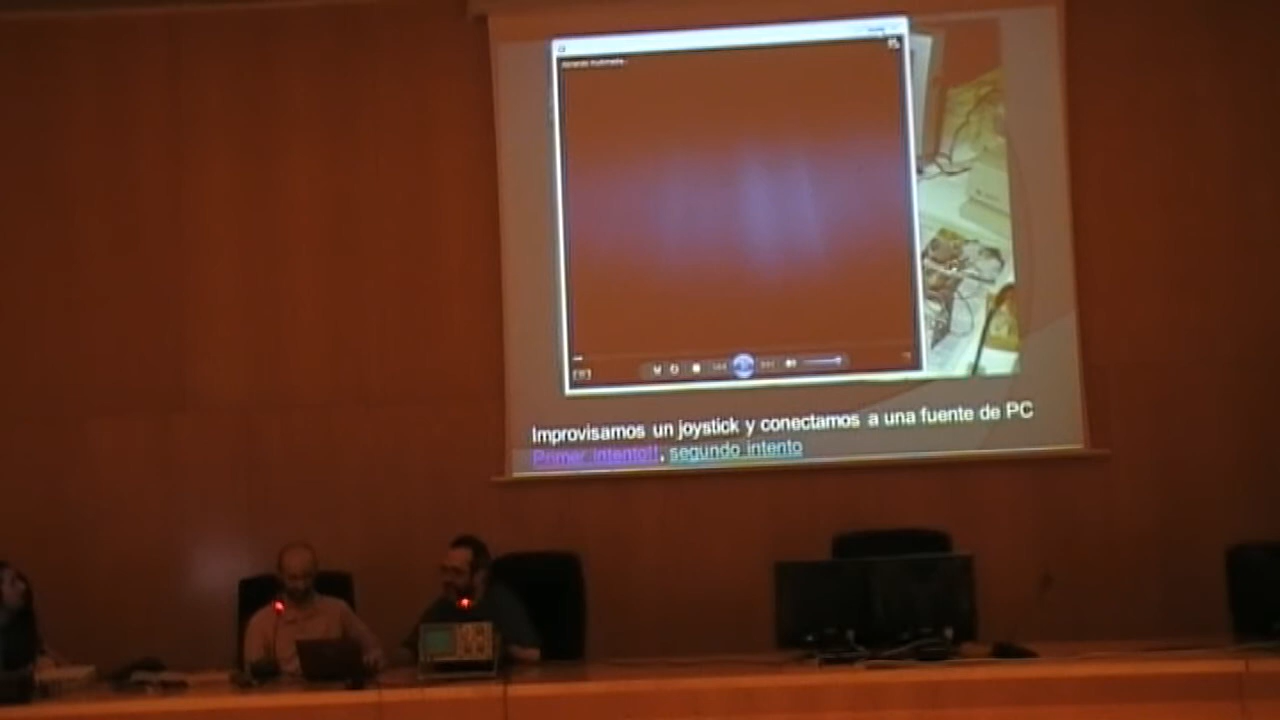 Improvisamos un joystick y conectamos a una fuente de PC
Primer intento!!, segundo intento